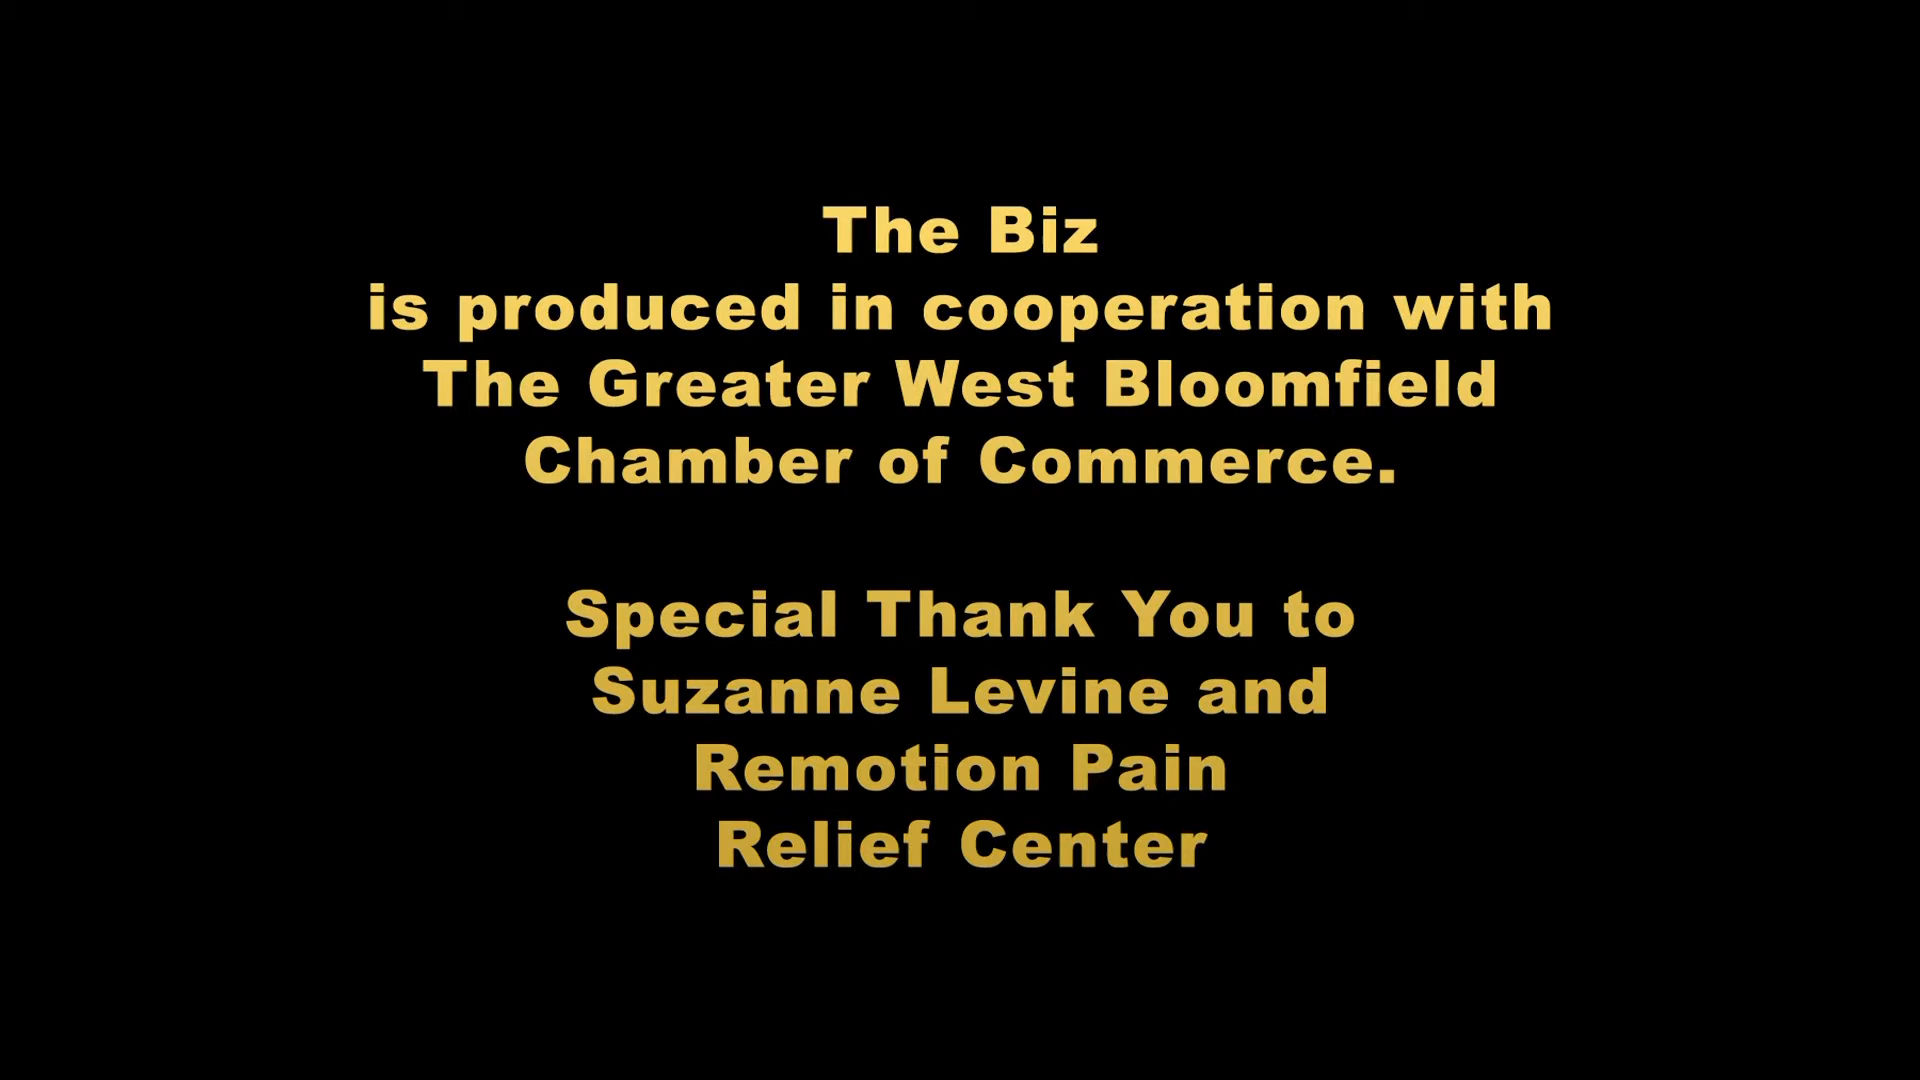 The Biz
is produced in cooperation with
The Greater West Bloomfield
Chamber of Commerce.
Special Thank You to
Suzanne Levine and
Remotion Pain
Relief Center